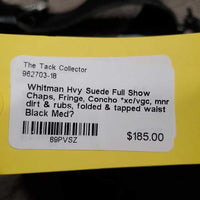 The Tack Collector
962703-18
Whitman Hvy Suede Full Show
Chaps, Fringe, Concho *xc/vgc, mnr
dirt & rubs, folded & tapped waist
Black Med?
89PVSZ
$185.00